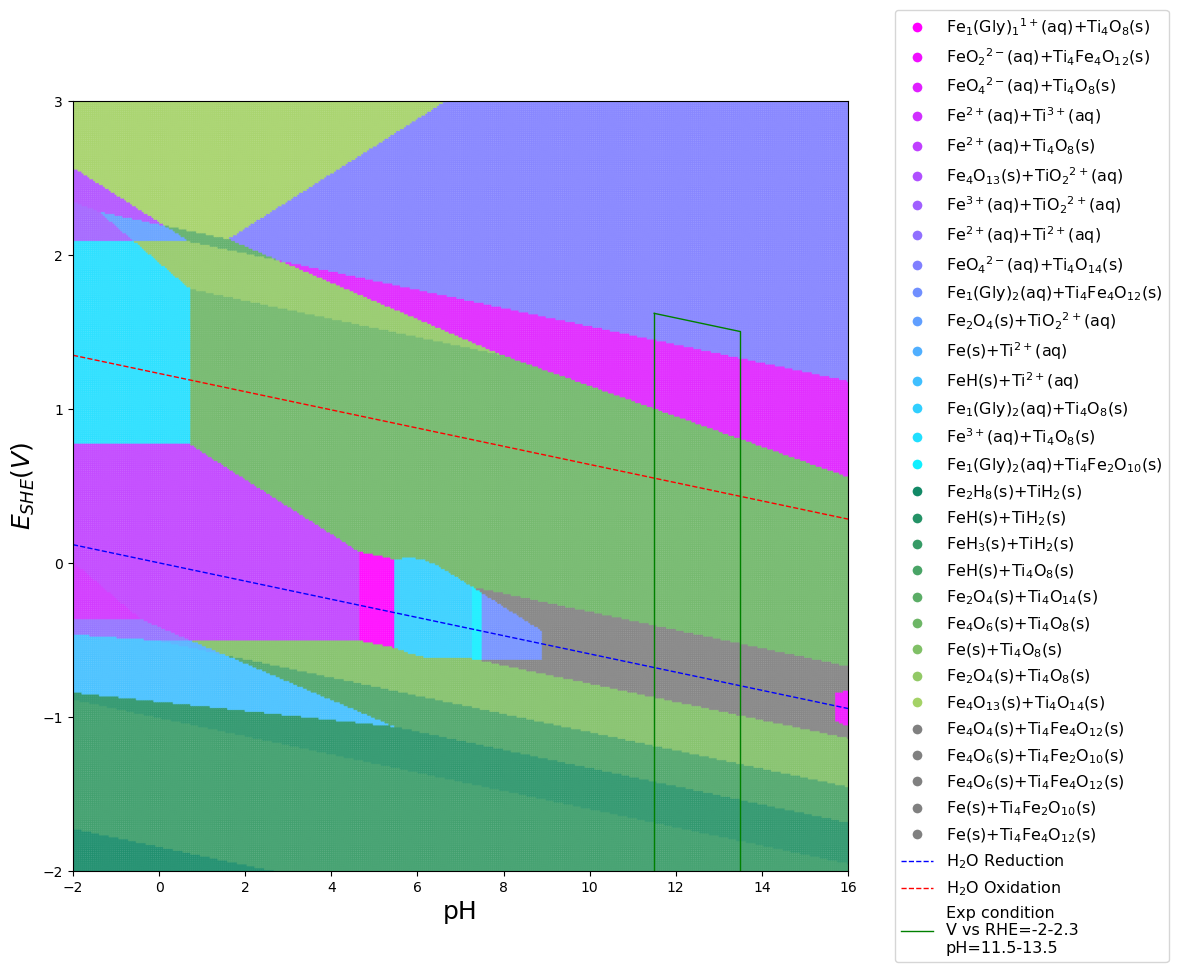 3
2
1
0
−1
−2
E_SHE(V)
−2 0 2 4 6 8 10 12 14 16
pH
Fe₁(Gly)₁¹⁺(aq)+Ti₄O₈(s)
FeO₂²⁻(aq)+Ti₄Fe₄O₁₂(s)
FeO₄²⁻(aq)+Ti₄O₈(s)
Fe²⁺(aq)+Ti³⁺(aq)
Fe²⁺(aq)+Ti₄O₈(s)
Fe₄O₁₃(s)+TiO₂²⁺(aq)
Fe³⁺(aq)+TiO₂²⁺(aq)
Fe²⁺(aq)+Ti²⁺(aq)
FeO₄²⁻(aq)+Ti₄O₁₄(s)
Fe₁(Gly)₂(aq)+Ti₄Fe₄O₁₂(s)
Fe₂O₄(s)+TiO₂²⁺(aq)
Fe(s)+Ti²⁺(aq)
FeH(s)+Ti²⁺(aq)
Fe₁(Gly)₂(aq)+Ti₄O₈(s)
Fe³⁺(aq)+Ti₄O₈(s)
Fe₁(Gly)₂(aq)+Ti₄Fe₂O₁₀(s)
Fe₂H₈(s)+TiH₂(s)
FeH(s)+TiH₂(s)
FeH₃(s)+TiH₂(s)
FeH(s)+Ti₄O₈(s)
Fe₂O₄(s)+Ti₄O₁₄(s)
Fe₄O₆(s)+Ti₄O₈(s)
Fe(s)+Ti₄O₈(s)
Fe₂O₄(s)+Ti₄O₈(s)
Fe₄O₁₃(s)+Ti₄O₁₄(s)
Fe₄O₄(s)+Ti₄Fe₄O₁₂(s)
Fe₄O₆(s)+Ti₄Fe₂O₁₀(s)
Fe₄O₆(s)+Ti₄Fe₄O₁₂(s)
Fe(s)+Ti₄Fe₂O₁₀(s)
Fe(s)+Ti₄Fe₄O₁₂(s)
H₂O Reduction
H₂O Oxidation
Exp condition
V vs RHE=-2-2.3
pH=11.5-13.5